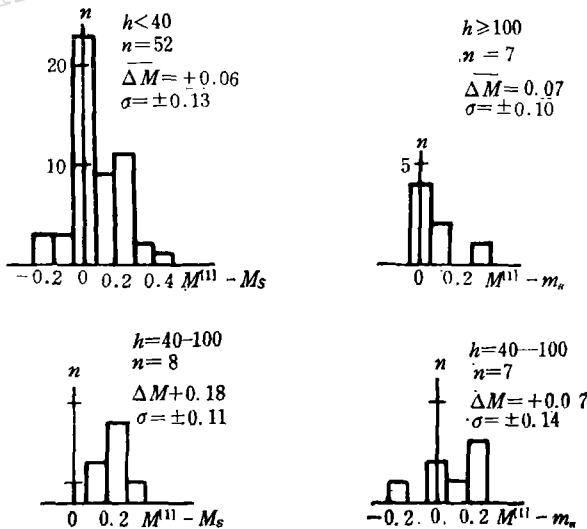 n
h<40
n=52
ΔM=+0.06
σ=±0.13
20
10
-0.2 0 0.2 0.4 M[1] - Ms
h≥100
n = 7
ΔM=0.07
σ=±0.10
n
5
0 0.2 M[1] - mв
h=40-100
n=8
ΔM+0.18
σ=±0.11
n
0 0.2 M[1] - Ms
h=40—100
n=7
ΔM=+0.07
σ=±0.14
n
-0.2. 0. 0.2 M[1] - mв